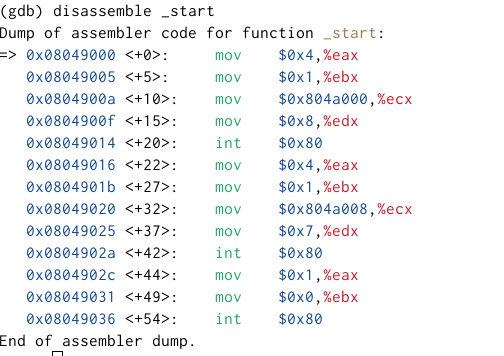 (gdb) disassemble _start
Dump of assembler code for function _start:
=> 0x08049000 <+0>:     mov    $0x4,%eax
   0x08049005 <+5>:     mov    $0x1,%ebx
   0x0804900a <+10>:    mov    $0x804a000,%ecx
   0x0804900f <+15>:    mov    $0x8,%edx
   0x08049014 <+20>:    int    $0x80
   0x08049016 <+22>:    mov    $0x4,%eax
   0x0804901b <+27>:    mov    $0x1,%ebx
   0x08049020 <+32>:    mov    $0x804a008,%ecx
   0x08049025 <+37>:    mov    $0x7,%edx
   0x0804902a <+42>:    int    $0x80
   0x0804902c <+44>:    mov    $0x1,%eax
   0x08049031 <+49>:    mov    $0x0,%ebx
   0x08049036 <+54>:    int    $0x80
End of assembler dump.